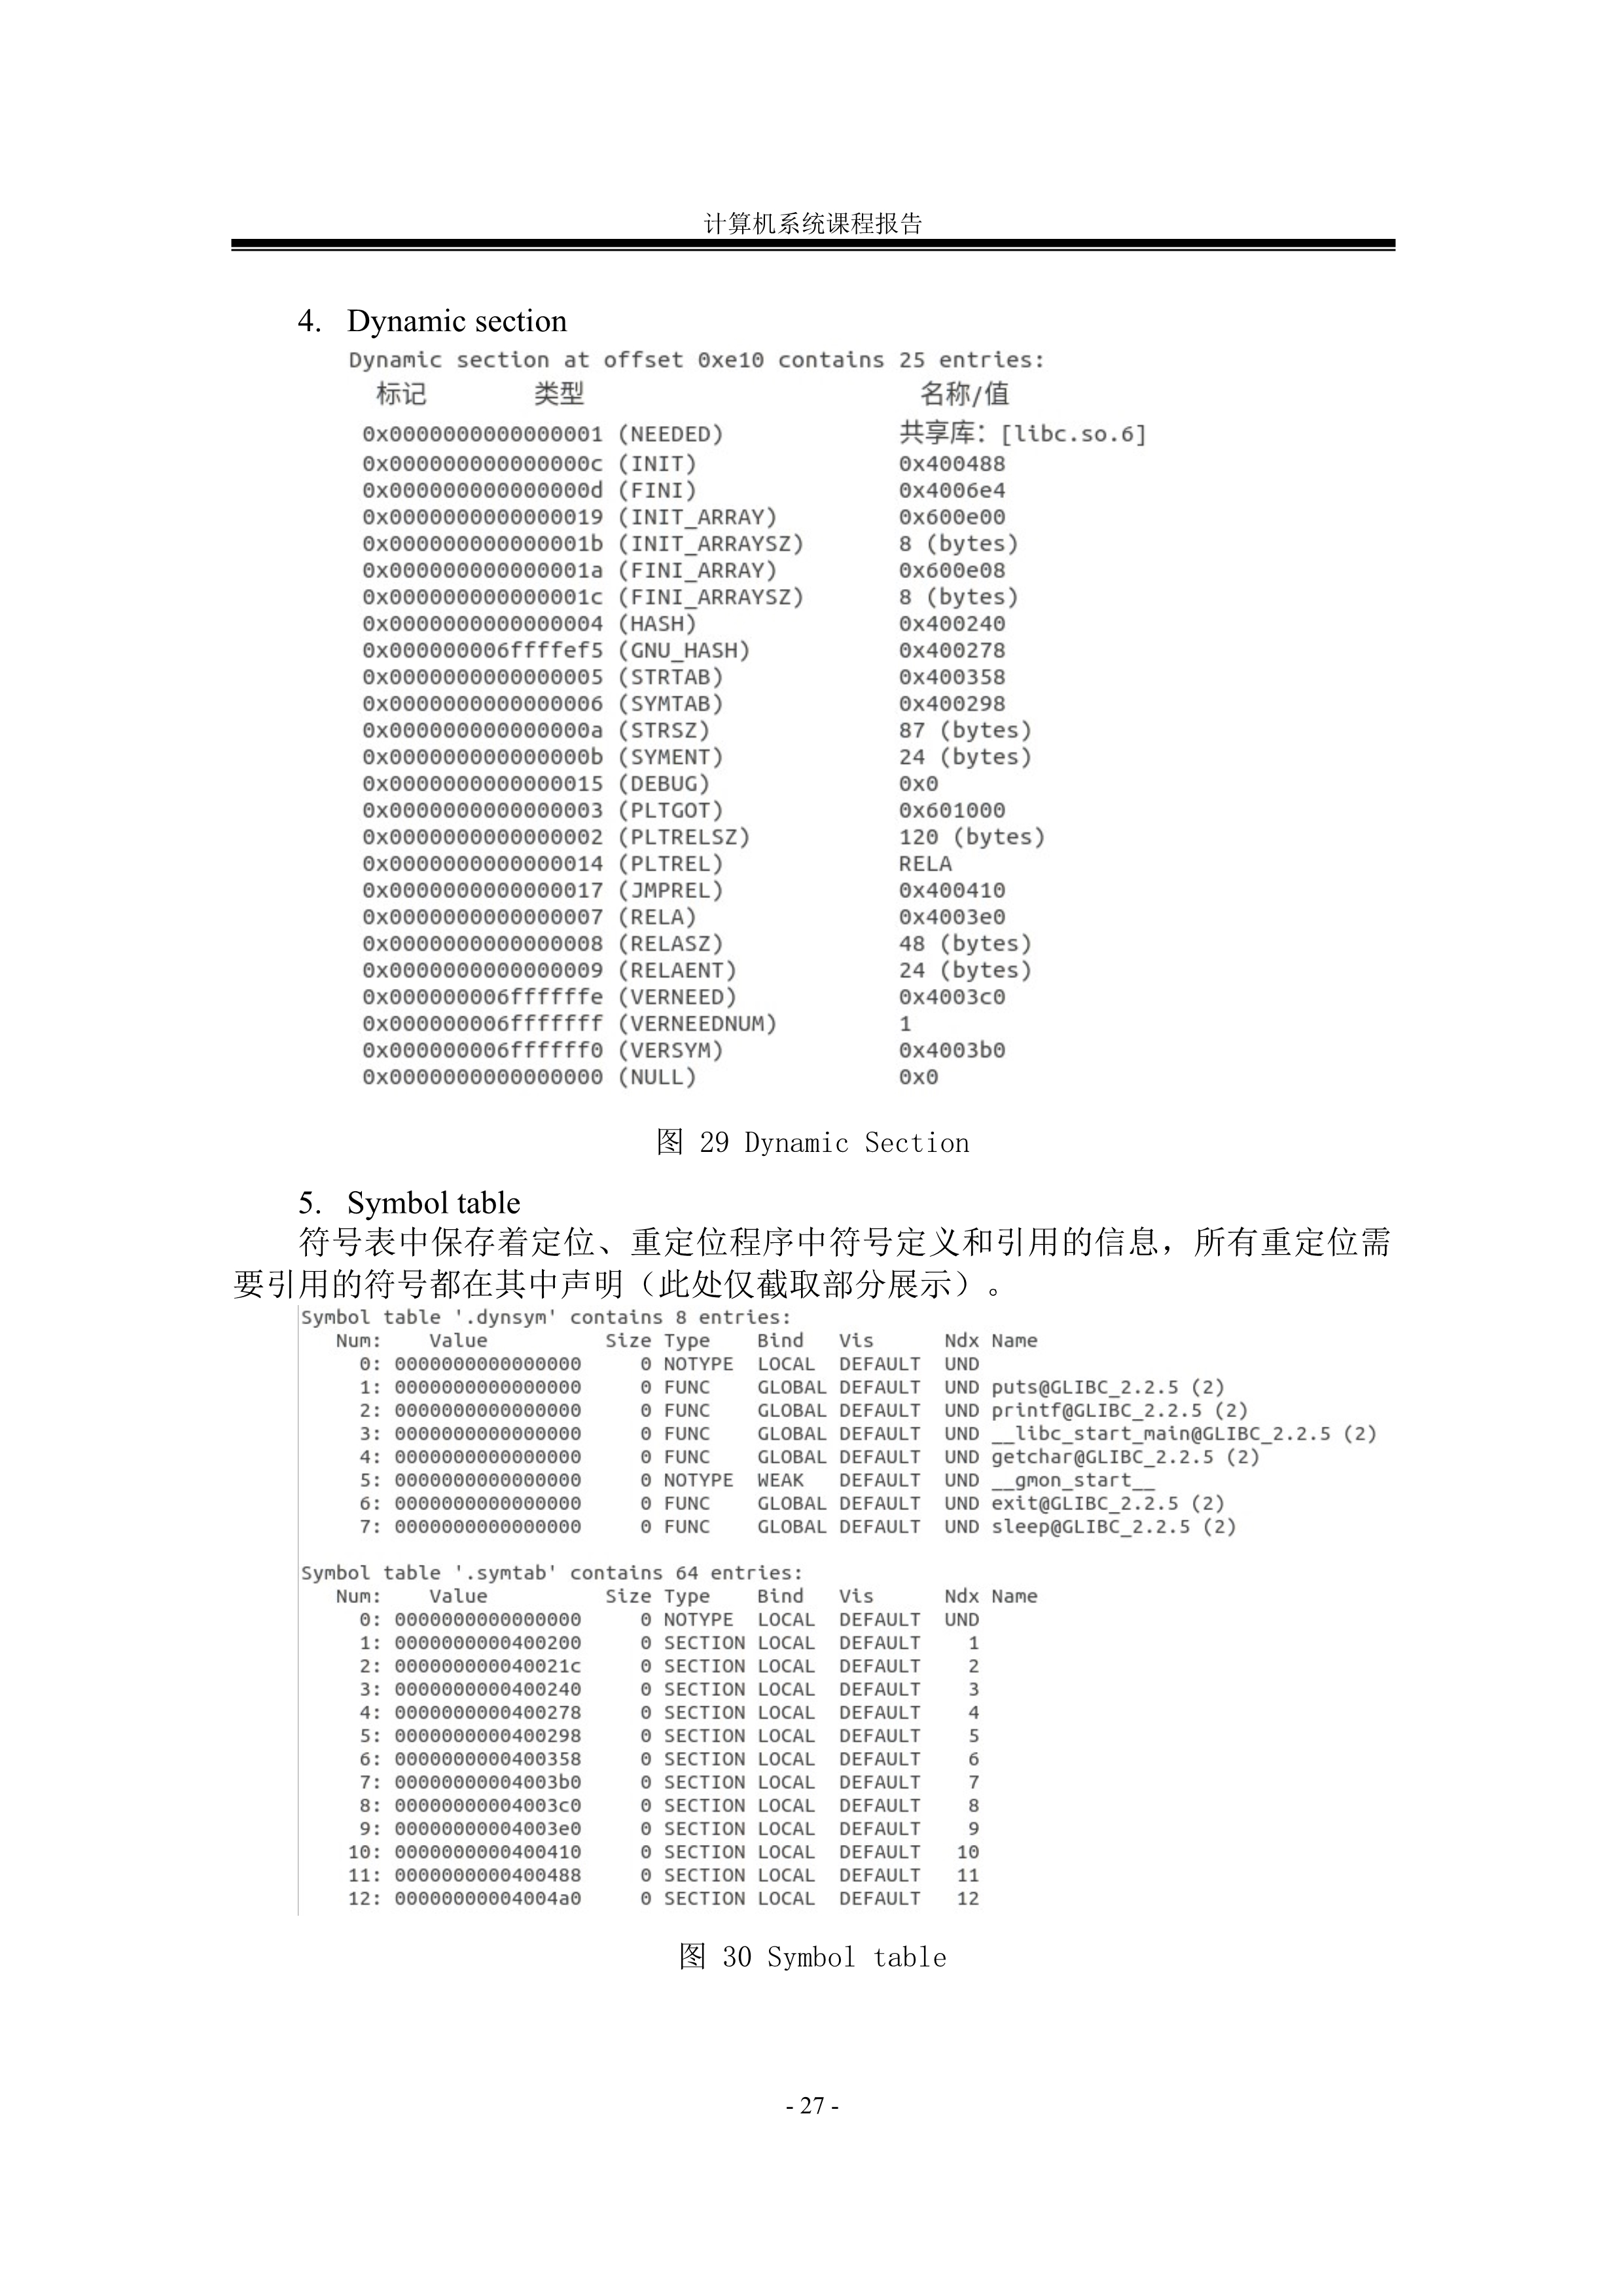 计算机系统课程报告
4. Dynamic section
Dynamic section at offset 0xe10 contains 25 entries:
标记 类型 名称/值
0x0000000000000001 (NEEDED) 共享库：[libc.so.6]
0x000000000000000c (INIT) 0x400488
0x000000000000000d (FINI) 0x4006e4
0x0000000000000019 (INIT_ARRAY) 0x600e00
0x000000000000001b (INIT_ARRAYSZ) 8 (bytes)
0x000000000000001a (FINI_ARRAY) 0x600e08
0x000000000000001c (FINI_ARRAYSZ) 8 (bytes)
0x0000000000000004 (HASH) 0x400240
0x000000006ffffef5 (GNU_HASH) 0x400278
0x0000000000000005 (STRTAB) 0x400358
0x0000000000000006 (SYMTAB) 0x400298
0x000000000000000a (STRSZ) 87 (bytes)
0x000000000000000b (SYMENT) 24 (bytes)
0x0000000000000015 (DEBUG) 0x0
0x0000000000000003 (PLTGOT) 0x601000
0x0000000000000002 (PLTRELSZ) 120 (bytes)
0x0000000000000014 (PLTREL) RELA
0x0000000000000017 (JMPREL) 0x400410
0x0000000000000007 (RELA) 0x4003e0
0x0000000000000008 (RELASZ) 48 (bytes)
0x0000000000000009 (RELAENT) 24 (bytes)
0x000000006ffffffe (VERNEED) 0x4003c0
0x000000006fffffff (VERNEEDNUM) 1
0x000000006ffffff0 (VERSYM) 0x4003b0
0x0000000000000000 (NULL) 0x0
图 29 Dynamic Section
5. Symbol table
符号表中保存着定位、重定位程序中符号定义和引用的信息，所有重定位需
要引用的符号都在其中声明（此处仅截取部分展示）。
Symbol table '.dynsym' contains 8 entries:
Num: Value Size Type Bind Vis Ndx Name
0: 0000000000000000 0 NOTYPE LOCAL DEFAULT UND
1: 0000000000000000 0 FUNC GLOBAL DEFAULT UND puts@GLIBC_2.2.5 (2)
2: 0000000000000000 0 FUNC GLOBAL DEFAULT UND printf@GLIBC_2.2.5 (2)
3: 0000000000000000 0 FUNC GLOBAL DEFAULT UND __libc_start_main@GLIBC_2.2.5 (2)
4: 0000000000000000 0 FUNC GLOBAL DEFAULT UND getchar@GLIBC_2.2.5 (2)
5: 0000000000000000 0 NOTYPE WEAK DEFAULT UND __gmon_start__
6: 0000000000000000 0 FUNC GLOBAL DEFAULT UND exit@GLIBC_2.2.5 (2)
7: 0000000000000000 0 FUNC GLOBAL DEFAULT UND sleep@GLIBC_2.2.5 (2)
Symbol table '.symtab' contains 64 entries:
Num: Value Size Type Bind Vis Ndx Name
0: 0000000000000000 0 NOTYPE LOCAL DEFAULT UND
1: 0000000000400200 0 SECTION LOCAL DEFAULT 1
2: 000000000040021c 0 SECTION LOCAL DEFAULT 2
3: 0000000000400240 0 SECTION LOCAL DEFAULT 3
4: 0000000000400278 0 SECTION LOCAL DEFAULT 4
5: 0000000000400298 0 SECTION LOCAL DEFAULT 5
6: 0000000000400358 0 SECTION LOCAL DEFAULT 6
7: 00000000004003b0 0 SECTION LOCAL DEFAULT 7
8: 00000000004003c0 0 SECTION LOCAL DEFAULT 8
9: 00000000004003e0 0 SECTION LOCAL DEFAULT 9
10: 0000000000400410 0 SECTION LOCAL DEFAULT 10
11: 0000000000400488 0 SECTION LOCAL DEFAULT 11
12: 00000000004004a0 0 SECTION LOCAL DEFAULT 12
图 30 Symbol table
- 27 -